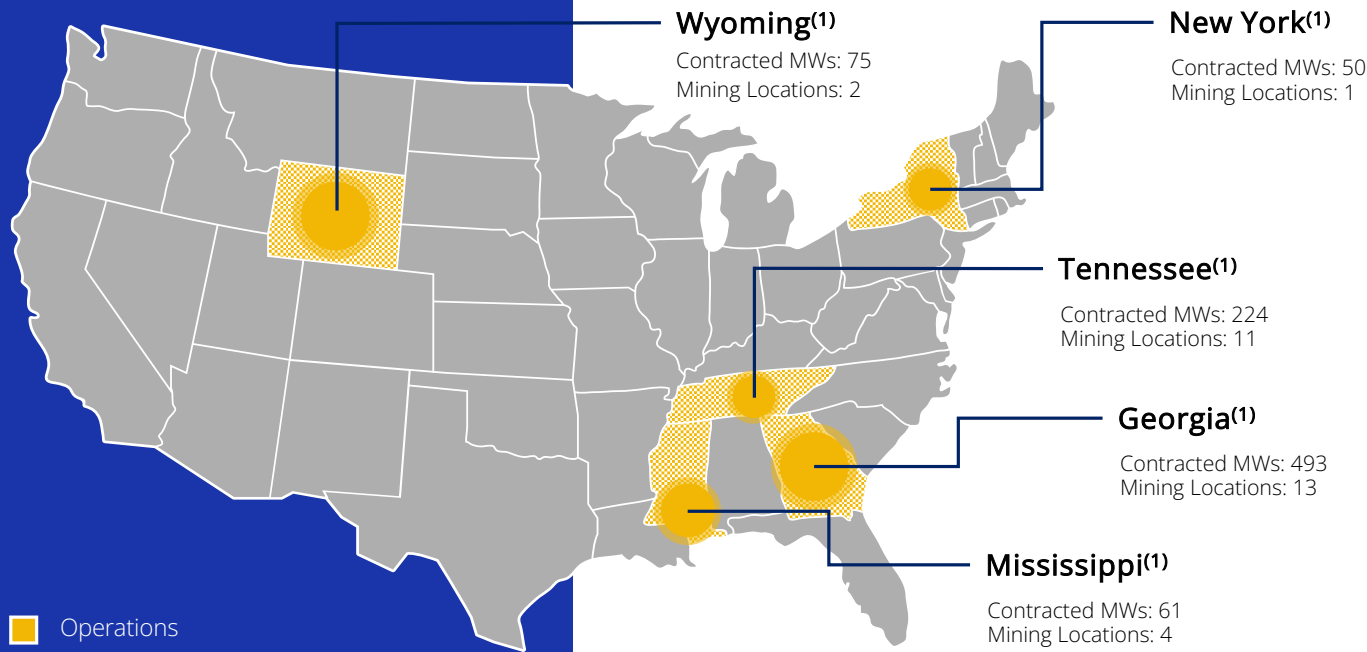 Wyoming(1)
Contracted MWs: 75
Mining Locations: 2
New York(1)
Contracted MWs: 50
Mining Locations: 1
Tennessee(1)
Contracted MWs: 224
Mining Locations: 11
Georgia(1)
Contracted MWs: 493
Mining Locations: 13
Mississippi(1)
Contracted MWs: 61
Mining Locations: 4
Operations